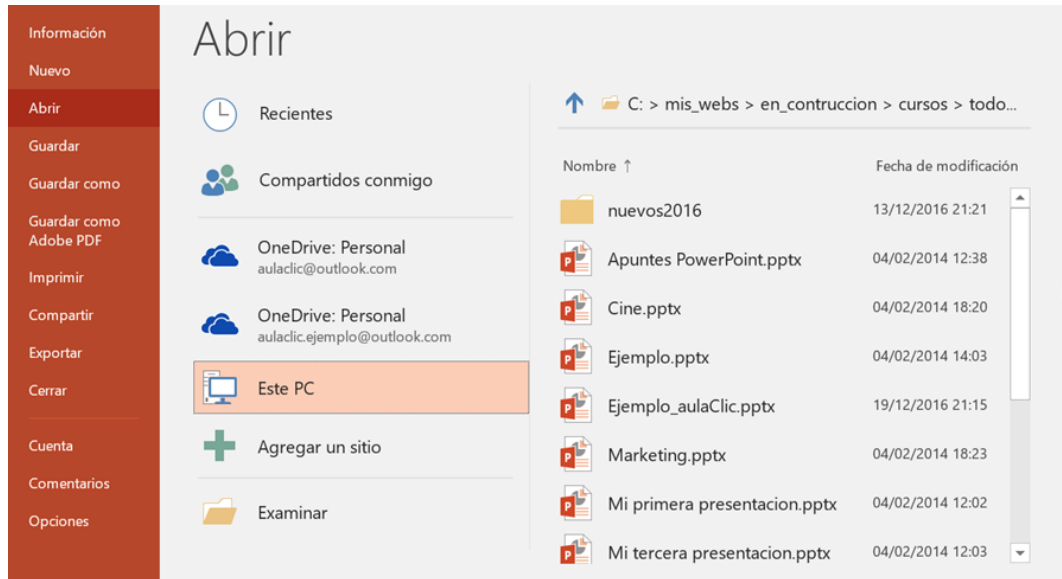 Información
Nuevo
Abrir
Guardar
Guardar como
Guardar como
Adobe PDF
Imprimir
Compartir
Exportar
Cerrar
Cuenta
Comentarios
Opciones
Abrir
Recientes
Compartidos conmigo
OneDrive: Personal
aulaclic@outlook.com
OneDrive: Personal
aulaclic.ejemplo@outlook.com
Este PC
Agregar un sitio
Examinar
C: > mis_webs > en_contruccion > cursos > todo...
Nombre ↑ Fecha de modificación
nuevos2016 13/12/2016 21:21
Apuntes PowerPoint.pptx 04/02/2014 12:38
Cine.pptx 04/02/2014 18:20
Ejemplo.pptx 04/02/2014 14:03
Ejemplo_aulaClic.pptx 19/12/2016 21:15
Marketing.pptx 04/02/2014 18:23
Mi primera presentacion.pptx 04/02/2014 12:02
Mi tercera presentacion.pptx 04/02/2014 12:03